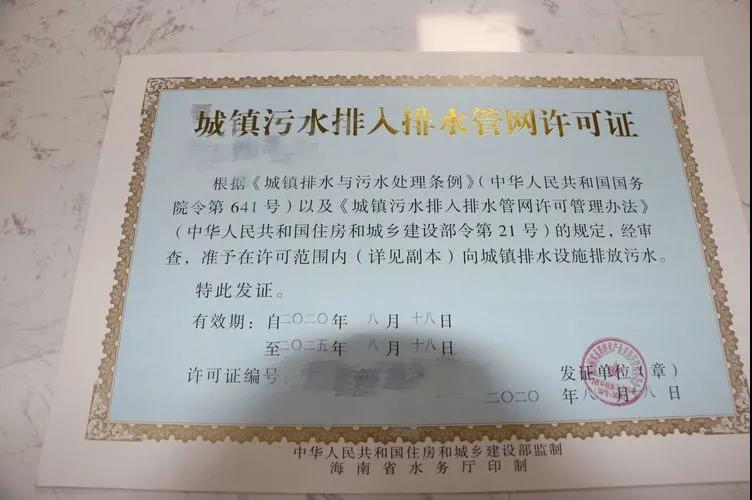 城镇污水排入排水管网许可证
根据《城镇排水与污水处理条例》（中华人民共和国国务
院令第 641 号）以及《城镇污水排入排水管网许可管理办法》
（中华人民共和国住房和城乡建设部令第 21 号）的规定，经审
查，准予在许可范围内（详见副本）向城镇排水设施排放污水。
特此发证。
有效期：自二〇二〇年 八 月 十八日
至二〇二五年 八 月 十八日
许可证编号：
发证单位（章）
二〇二〇 年 八 月 八 日
中华人民共和国住房和城乡建设部监制
海南省水务厅印制